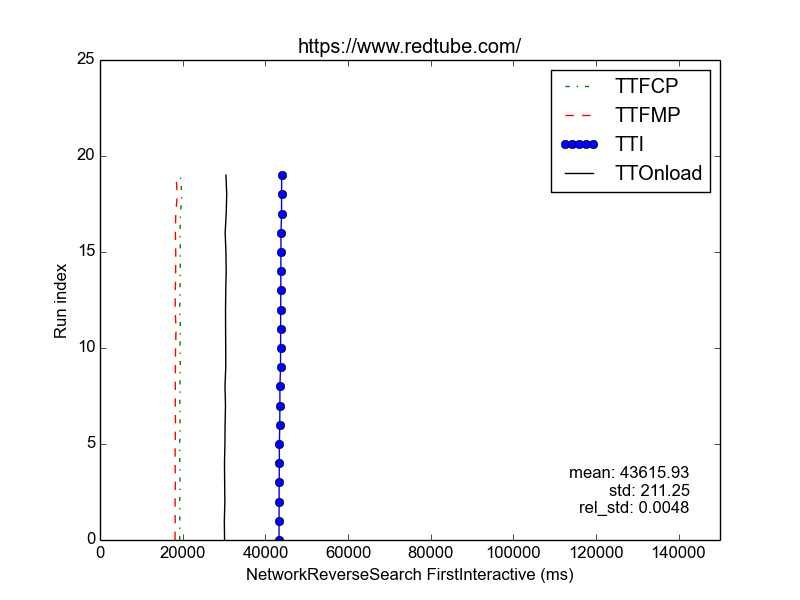 https://www.redtube.com/
25
20
15
10
5
0
Run index
TTFCP
TTFMP
TTI
TTOnload
mean: 43615.93
std: 211.25
rel_std: 0.0048
0 20000 40000 60000 80000 100000 120000 140000
NetworkReverseSearch FirstInteractive (ms)